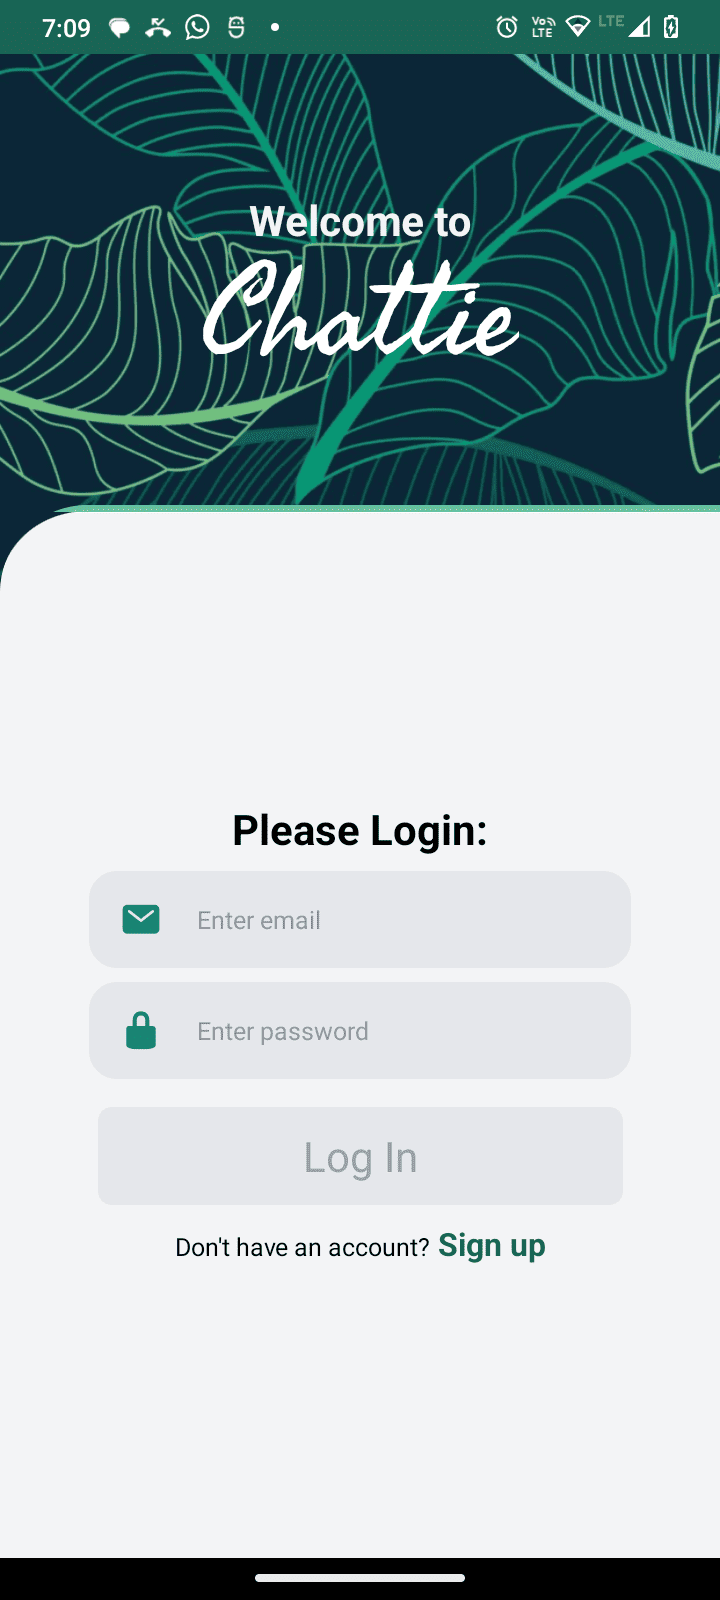 7:09 Vo LTE LTE
Welcome to
Chattie
Please Login:
Enter email
Enter password
Log In
Don't have an account? Sign up